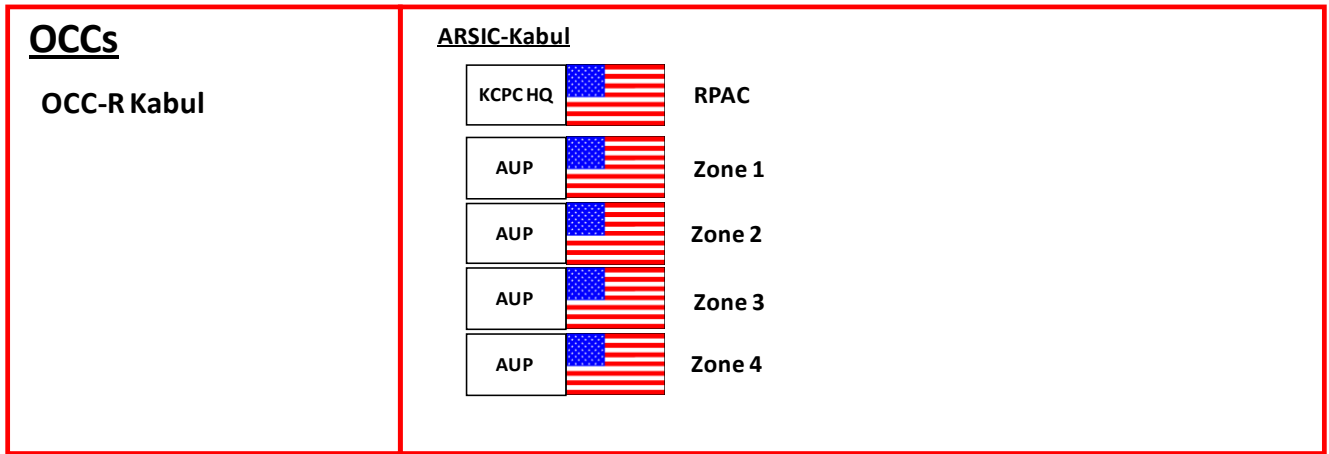 OCCs
OCC-R Kabul
ARSIC-Kabul
KCPC HQ RPAC
AUP Zone 1
AUP Zone 2
AUP Zone 3
AUP Zone 4